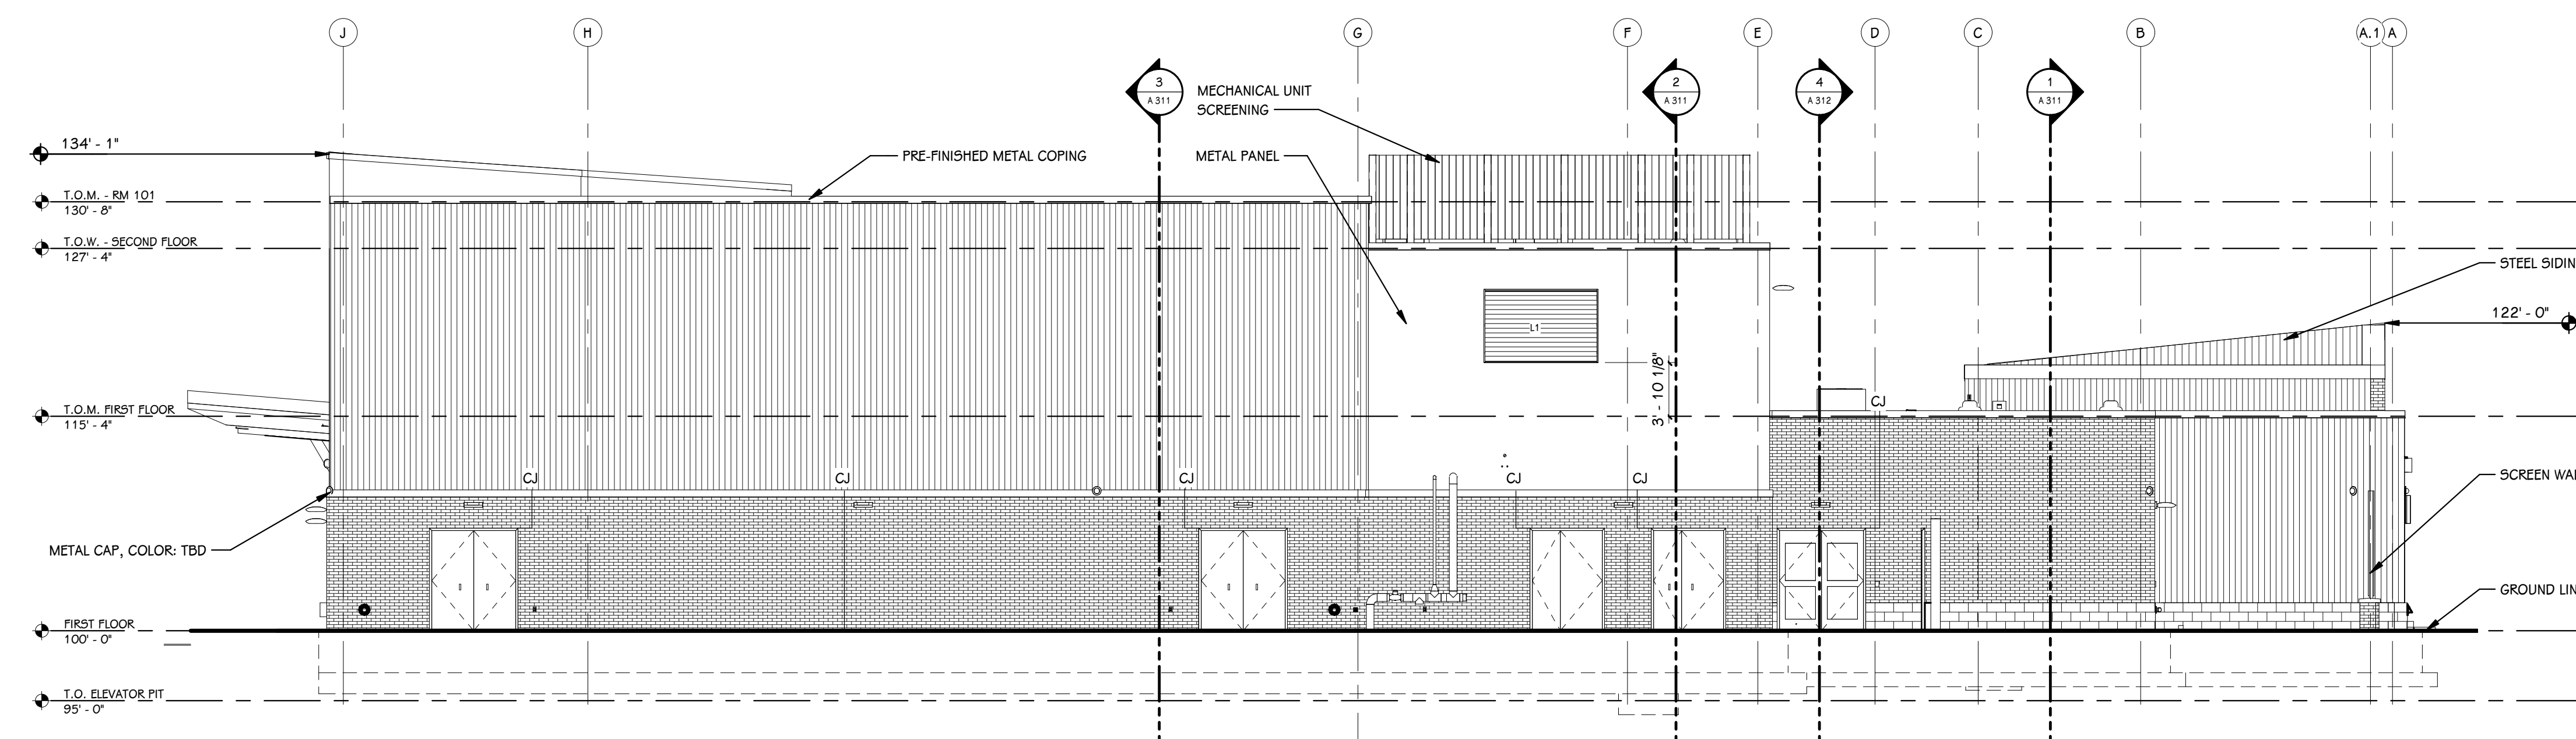 J
H
G
F
E
D
C
B
A.1
A
3
A 311
2
A 311
4
A 312
1
A 311
MECHANICAL UNIT
SCREENING
134' - 1"
PRE-FINISHED METAL COPING
METAL PANEL
T.O.M. - RM 101
130' - 8"
T.O.W. - SECOND FLOOR
127' - 4"
STEEL SIDIN
122' - 0"
L1
3' - 10 1/8"
T.O.M. FIRST FLOOR
115' - 4"
CJ
CJ
CJ
CJ
CJ
CJ
SCREEN WA
METAL CAP, COLOR: TBD
GROUND LIN
FIRST FLOOR
100' - 0"
T.O. ELEVATOR PIT
95' - 0"